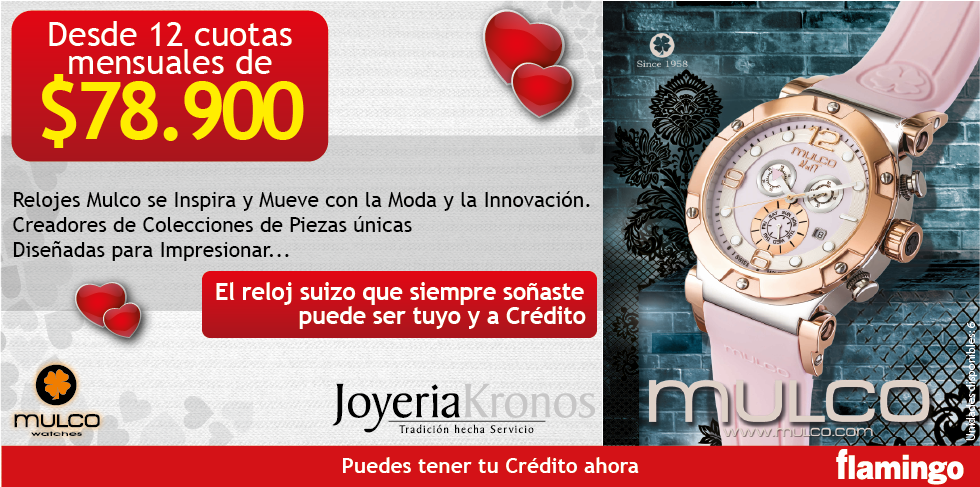 Desde 12 cuotas
mensuales de
$78.900
Relojes Mulco se Inspira y Mueve con la Moda y la Innovación.
Creadores de Colecciones de Piezas únicas
Diseñadas para Impresionar...
El reloj suizo que siempre soñaste
puede ser tuyo y a Crédito
MULCO
watches
JoyeriaKronos
Tradición hecha Servicio
Since 1958
MULCO
12
MULCO
MULCO
www.mulco.com
Unidades disponibles: 6
Puedes tener tu Crédito ahora
flamingo